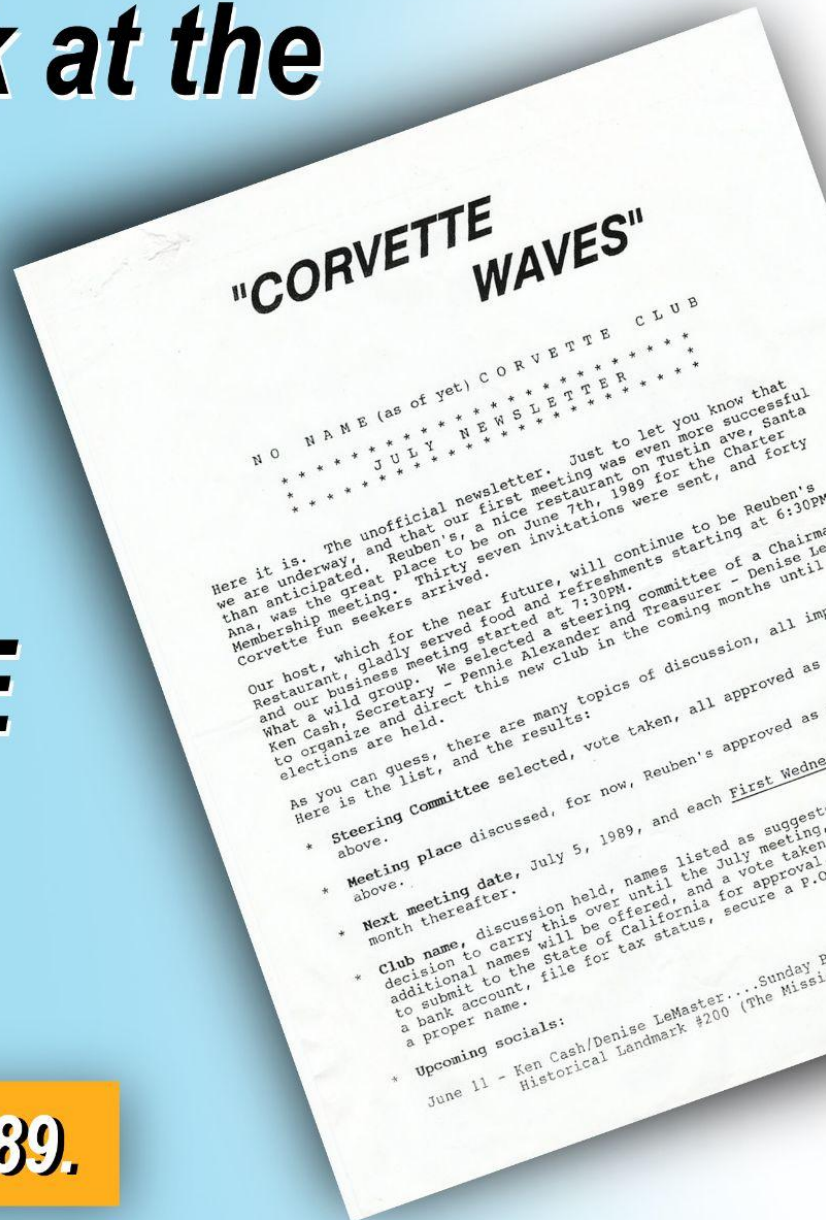 k at the
"CORVETTE
WAVES"
N O N A M E (as of yet) C O R V E T T E C L U B
* * * * * * * * * * * * * * * * * * * * * *
* J U L Y N E W S L E T T E R *
* * * * * * * * * * * * * * * * * * * * * *
Here it is. The unofficial newsletter. Just to let you know that
we are underway, and that our first meeting was even more successful
than anticipated. Reuben's, a nice restaurant on Tustin ave, Santa
Ana, was the great place to be on June 7th, 1989 for the Charter
Membership meeting. Thirty seven invitations were sent, and forty
Corvette fun seekers arrived.
Our host, which for the near future, will continue to be Reuben's
Restaurant, gladly served food and refreshments starting at 6:30PM
and our business meeting started at 7:30PM.
What a wild group. We selected a steering committee of a Chairma
Ken Cash, Secretary - Pennie Alexander and Treasurer - Denise Le
to organize and direct this new club in the coming months until
elections are held.
As you can guess, there are many topics of discussion, all imp
Here is the list, and the results:
* Steering Committee selected, vote taken, all approved as
above.
* Meeting place discussed, for now, Reuben's approved as
above.
* Next meeting date, July 5, 1989, and each First Wedne
month thereafter.
* Club name, discussion held, names listed as suggest
decision to carry this over until the July meeting,
additional names will be offered, and a vote taken
to submit to the State of California for approval
a bank account, file for tax status, secure a P.O
a proper name.
* Upcoming socials:
June 11 - Ken Cash/Denise LeMaster....Sunday
Historical Landmark #200 (The Missi
E
89.